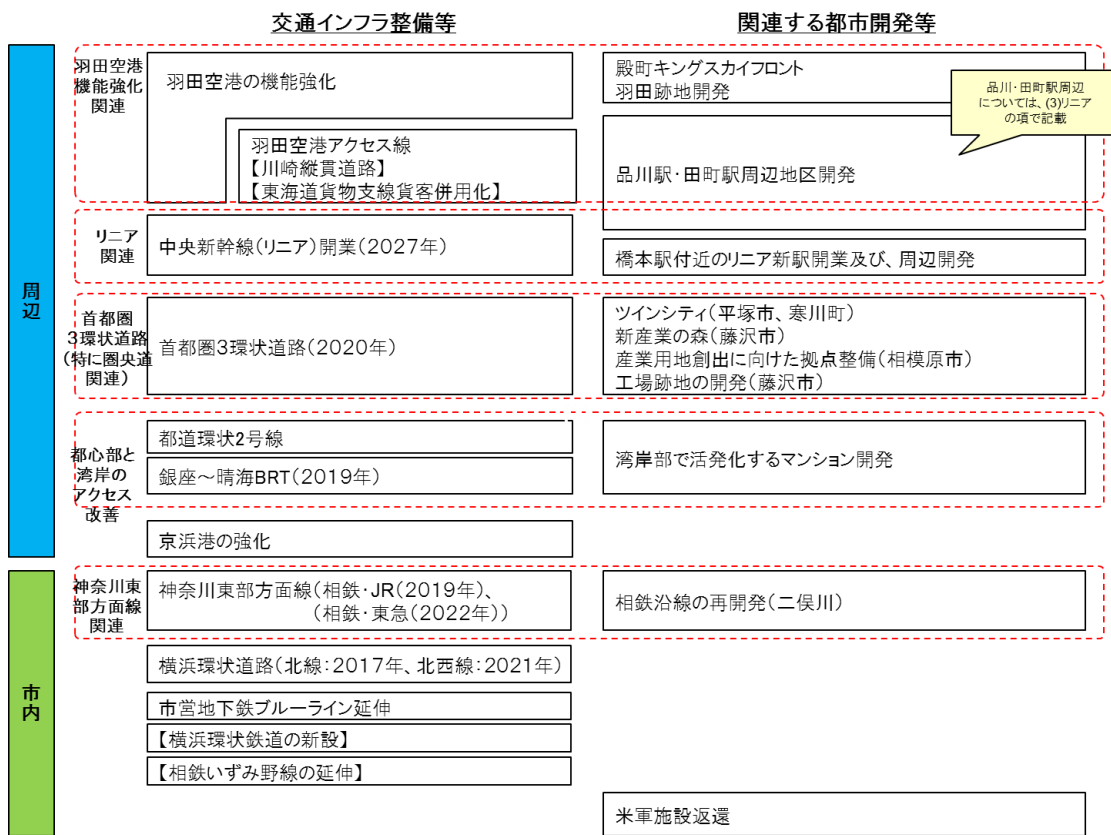 交通インフラ整備等
関連する都市開発等
周辺
羽田空港
機能強化
関連
羽田空港の機能強化
羽田空港アクセス線
【川崎縦貫道路】
【東海道貨物支線貨客併用化】
殿町キングスカイフロント
羽田跡地開発
品川・田町駅周辺
については、(3)リニア
の項で記載
品川駅・田町駅周辺地区開発
リニア
関連
中央新幹線(リニア)開業(2027年)
橋本駅付近のリニア新駅開業及び、周辺開発
首都圏
3環状道路
(特に圏央道
関連)
首都圏3環状道路(2020年)
ツインシティ(平塚市、寒川町)
新産業の森(藤沢市)
産業用地創出に向けた拠点整備(相模原市)
工場跡地の開発(藤沢市)
都心部と
湾岸の
アクセス
改善
都道環状2号線
銀座～晴海BRT(2019年)
湾岸部で活発化するマンション開発
京浜港の強化
市内
神奈川東
部方面線
関連
神奈川東部方面線(相鉄・JR(2019年)、
(相鉄・東急(2022年))
相鉄沿線の再開発(二俣川)
横浜環状道路(北線：2017年、北西線：2021年)
市営地下鉄ブルーライン延伸
【横浜環状鉄道の新設】
【相鉄いずみ野線の延伸】
米軍施設返還